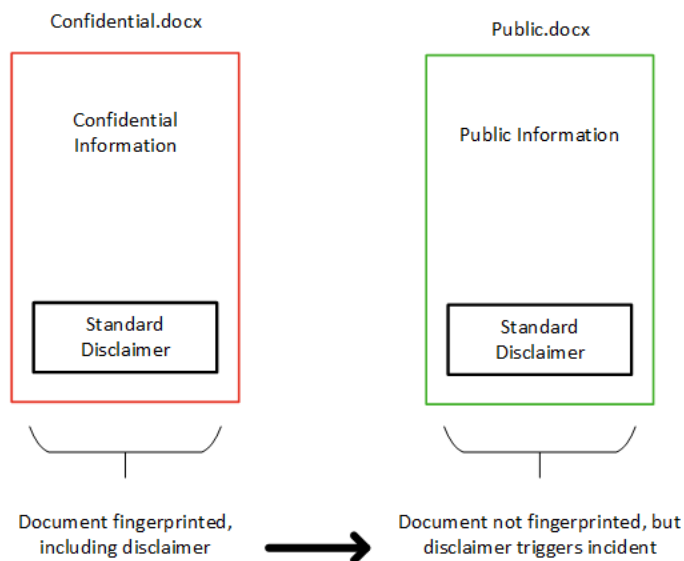 Confidential.docx
Confidential
Information
Standard
Disclaimer
Document fingerprinted,
including disclaimer
Public.docx
Public Information
Standard
Disclaimer
Document not fingerprinted, but
disclaimer triggers incident